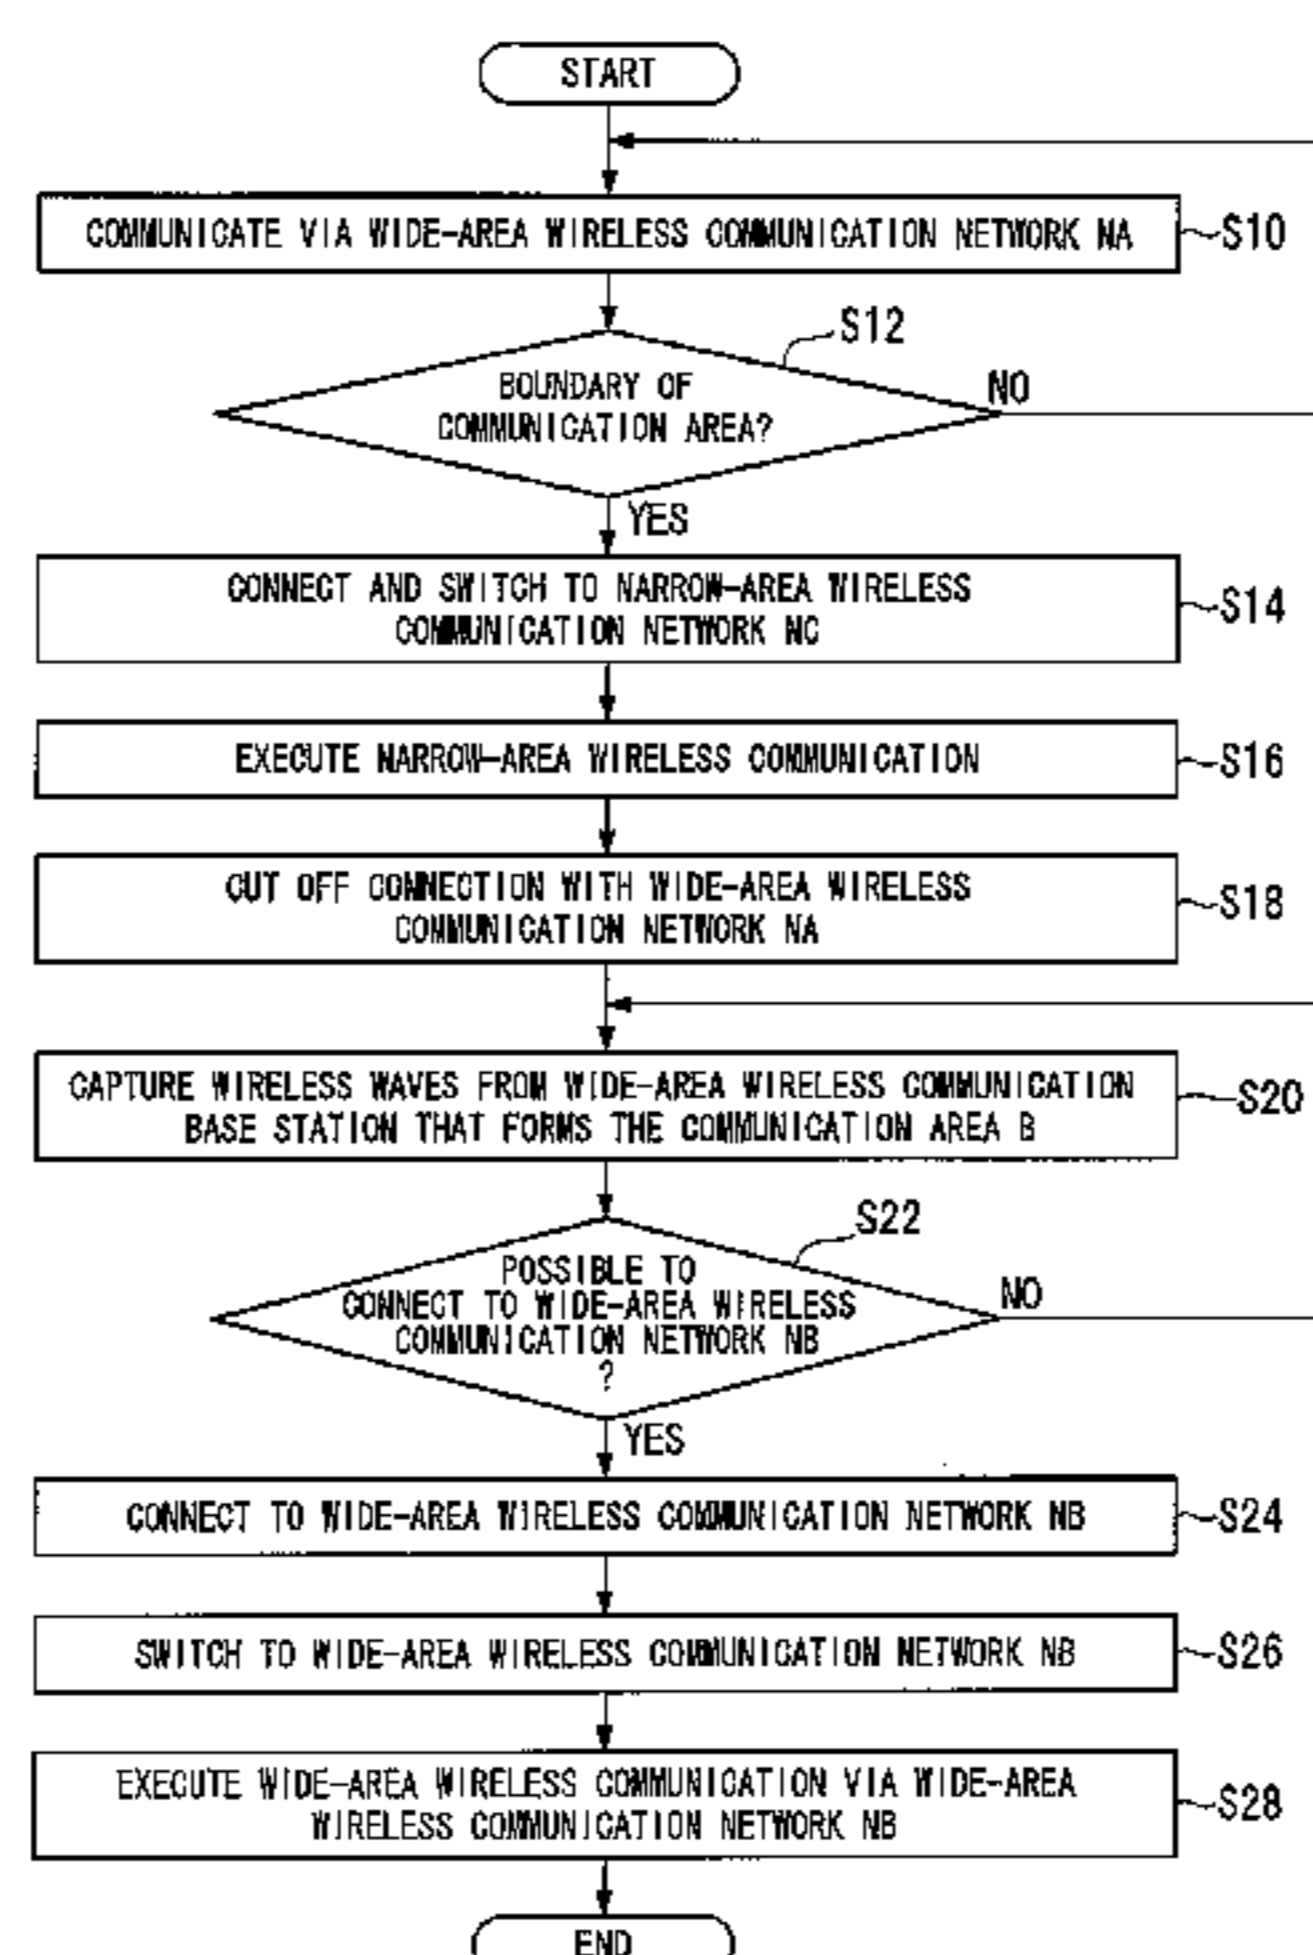 START
COMMUNICATE VIA WIDE-AREA WIRELESS COMMUNICATION NETWORK NA
S10
S12
BOUNDARY OF
COMMUNICATION AREA?
NO
YES
CONNECT AND SWITCH TO NARROW-AREA WIRELESS
COMMUNICATION NETWORK NC
S14
EXECUTE NARROW-AREA WIRELESS COMMUNICATION
S16
CUT OFF CONNECTION WITH WIDE-AREA WIRELESS
COMMUNICATION NETWORK NA
S18
CAPTURE WIRELESS WAVES FROM WIDE-AREA WIRELESS COMMUNICATION
BASE STATION THAT FORMS THE COMMUNICATION AREA B
S20
S22
POSSIBLE TO
CONNECT TO WIDE-AREA WIRELESS
COMMUNICATION NETWORK NB
?
NO
YES
CONNECT TO WIDE-AREA WIRELESS COMMUNICATION NETWORK NB
S24
SWITCH TO WIDE-AREA WIRELESS COMMUNICATION NETWORK NB
S26
EXECUTE WIDE-AREA WIRELESS COMMUNICATION VIA WIDE-AREA
WIRELESS COMMUNICATION NETWORK NB
S28
END